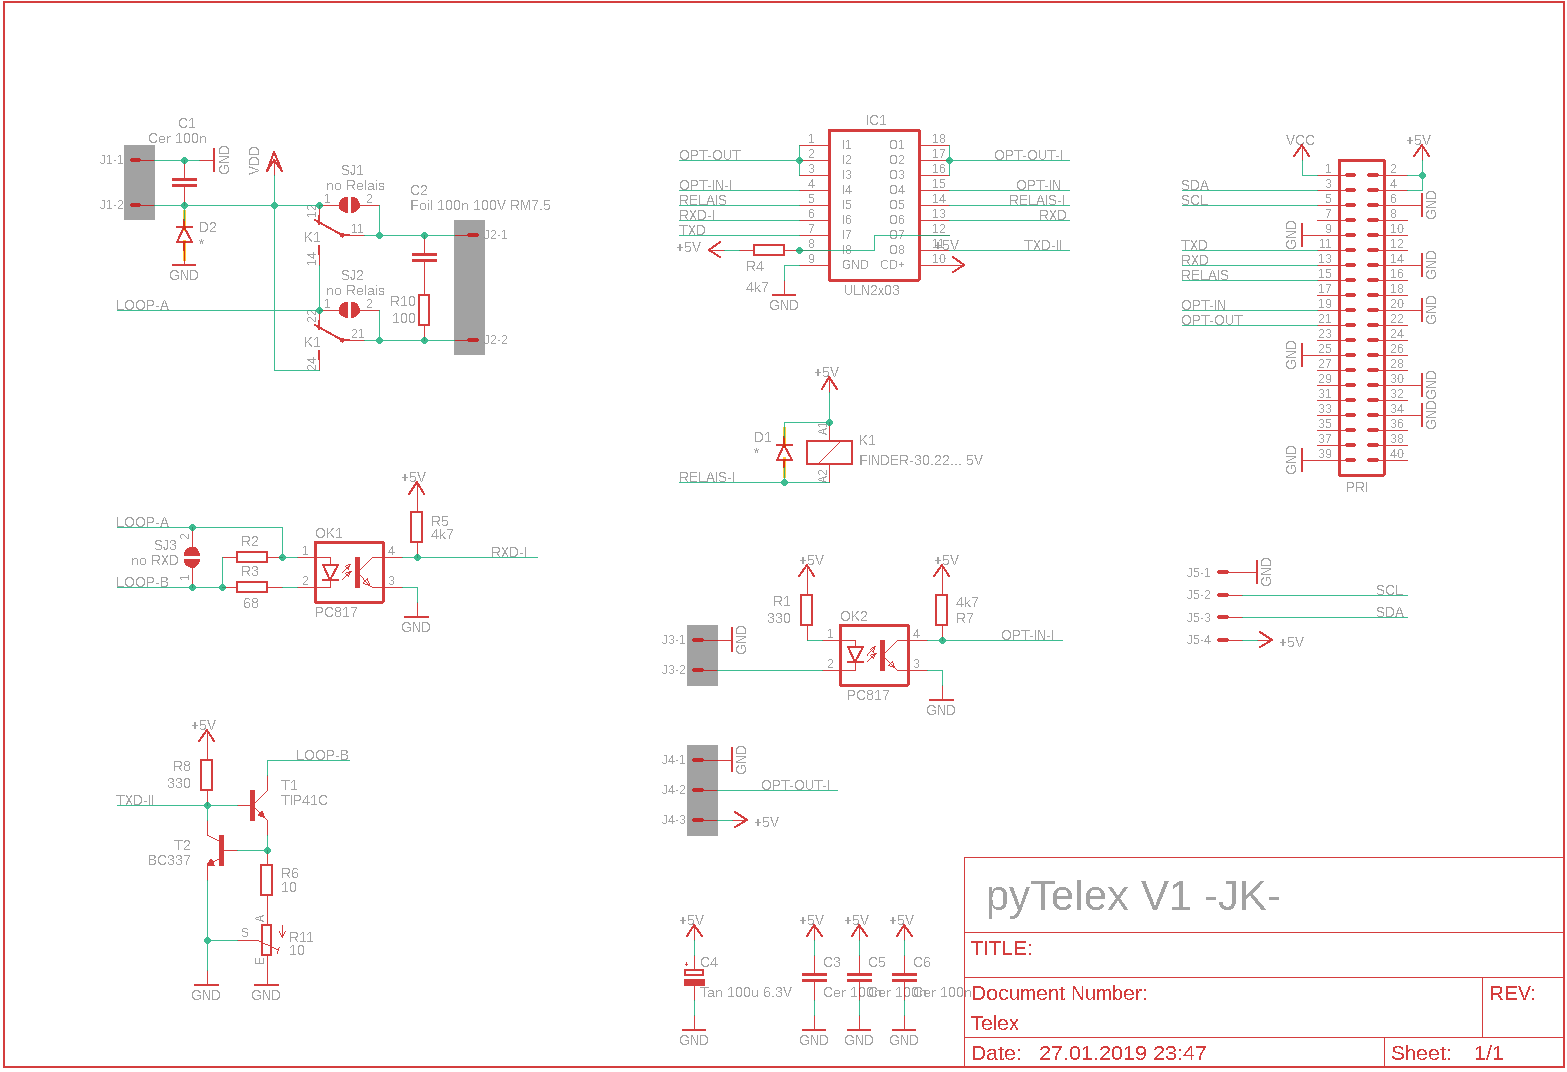 C1
Cer 100n
J1-1
J1-2
GND
VDD
D2
*
GND
SJ1
no Relais
1
2
12
11
K1
14
C2
Foil 100n 100V RM7.5
J2-1
SJ2
no Relais
1
2
22
21
K1
24
LOOP-A
R10
100
J2-2
IC1
OPT-OUT
OPT-IN-I
RELAIS
RXD-I
TXD
+5V
R4
4k7
GND
1
2
3
4
5
6
7
8
9
I1
I2
I3
I4
I5
I6
I7
I8
GND
O1
O2
O3
O4
O5
O6
O7
O8
CD+
18
17
16
15
14
13
12
11
10
ULN2x03
OPT-OUT-I
OPT-IN
RELAIS-I
RXD
TXD-II
+5V
VCC
+5V
SDA
SCL
GND
TXD
RXD
RELAIS
OPT-IN
OPT-OUT
GND
GND
1 2
3 4
5 6
7 8
9 10
11 12
13 14
15 16
17 18
19 20
21 22
23 24
25 26
27 28
29 30
31 32
33 34
35 36
37 38
39 40
GND
GND
GND
GND
GND
PRI
+5V
D1
*
A1
A2
K1
FINDER-30.22... 5V
RELAIS-I
LOOP-A
SJ3
no RXD
2
1
LOOP-B
R2
R3
68
OK1
1
2
4
3
PC817
+5V
R5
4k7
RXD-I
GND
+5V
R1
330
OK2
1
2
4
3
PC817
+5V
4k7
R7
OPT-IN-I
GND
J3-1
J3-2
GND
J5-1
J5-2
J5-3
J5-4
GND
SCL
SDA
+5V
J4-1
J4-2
J4-3
GND
OPT-OUT-I
+5V
+5V
R8
330
LOOP-B
TXD-II
T1
TIP41C
T2
BC337
R6
10
A
S
E
R11
10
GND
GND
+5V
C4
Tan 100u 6.3V
GND
+5V
C3
Cer 100n
GND
+5V
C5
Cer 100n
GND
+5V
C6
Cer 100n
GND
pyTelex V1 -JK-
TITLE:
Document Number:
Telex
REV:
Date: 27.01.2019 23:47
Sheet: 1/1